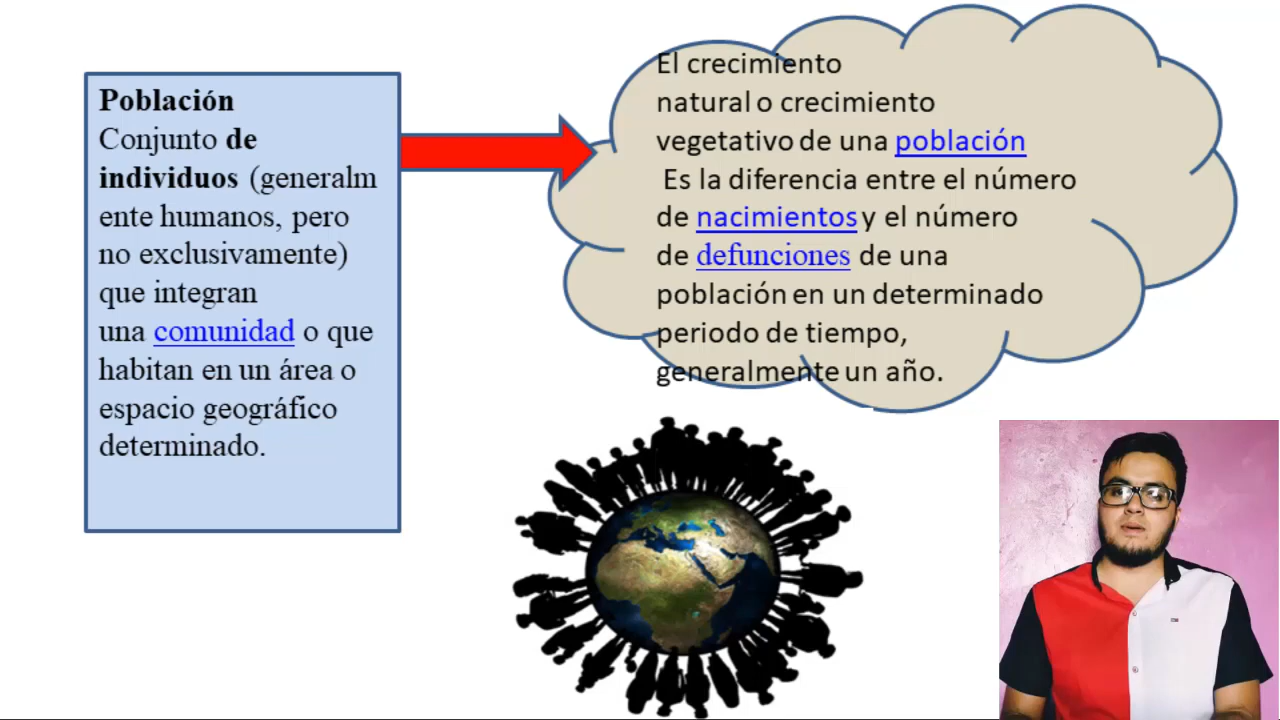 Población
Conjunto de
individuos (generalm
ente humanos, pero
no exclusivamente)
que integran
una comunidad o que
habitan en un área o
espacio geográfico
determinado.
El crecimiento
natural o crecimiento
vegetativo de una población
Es la diferencia entre el número
de nacimientos y el número
de defunciones de una
población en un determinado
periodo de tiempo,
generalmente un año.